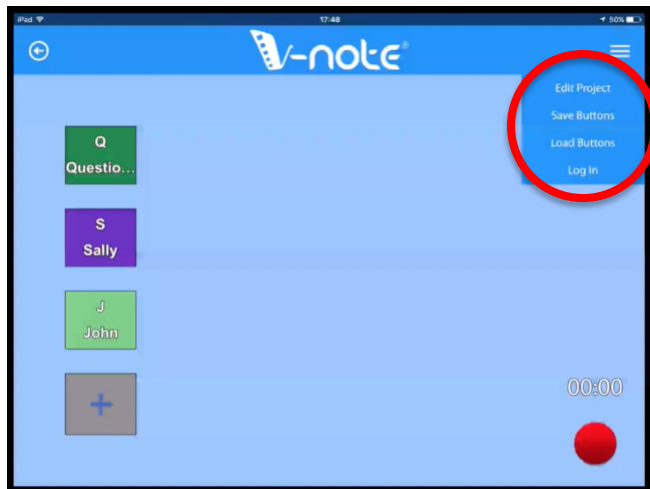 iPad 17:48 50%
V-note®
Edit Project
Save Buttons
Load Buttons
Log In
Q
Questio...
S
Sally
J
John
+
00:00